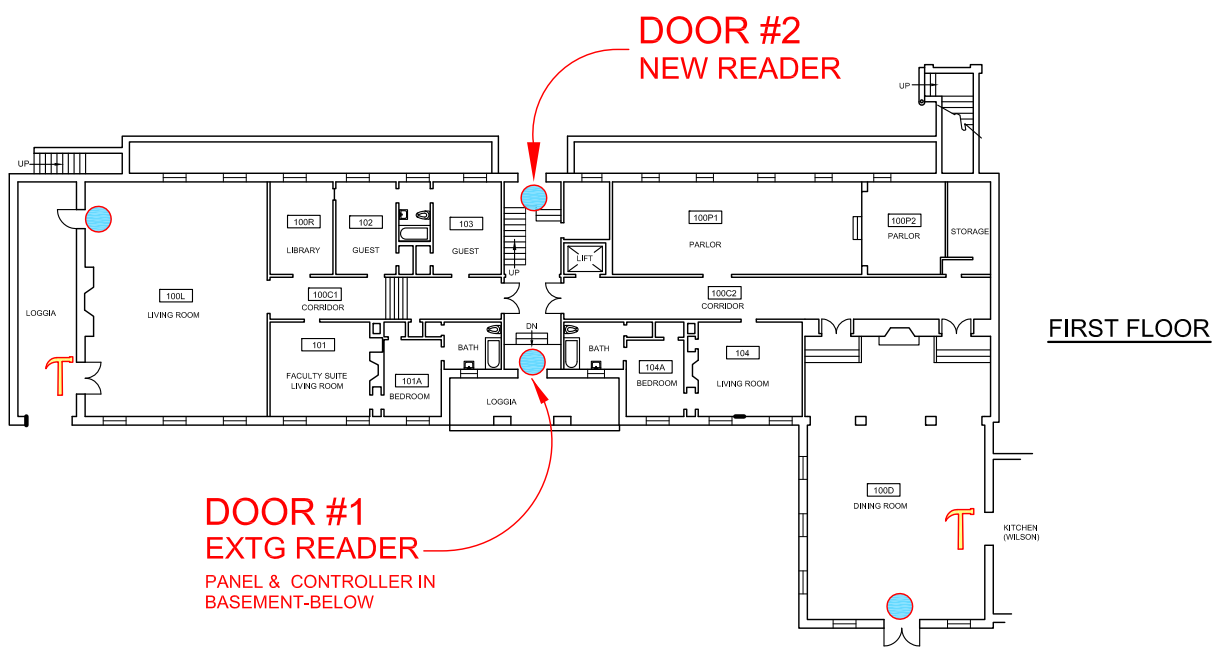 DOOR #2
NEW READER
UP
UP
100R
LIBRARY
102
GUEST
103
GUEST
100P1
PARLOR
100P2
PARLOR
STORAGE
UP
LIFT
100L
LIVING ROOM
100C1
CORRIDOR
100C2
CORRIDOR
LOGGIA
DN
FIRST FLOOR
101
FACULTY SUITE
LIVING ROOM
BATH
BATH
101A
BEDROOM
104A
BEDROOM
104
LIVING ROOM
LOGGIA
100D
DINING ROOM
DOOR #1
EXTG READER
PANEL & CONTROLLER IN
BASEMENT-BELOW
KITCHEN
(WILSON)